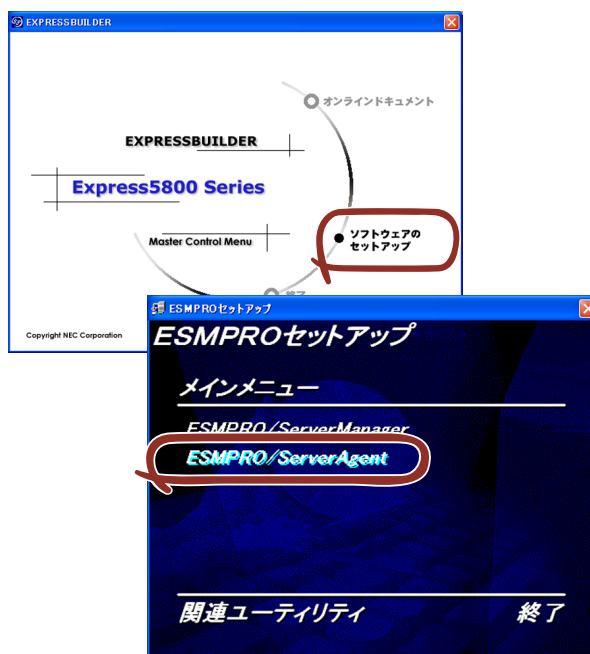 EXPRESSBUILDER
オンラインドキュメント
EXPRESSBUILDER
Express5800 Series
ソフトウェアの
セットアップ
Master Control Menu
終了
Copyright NEC Corporation
ESMPROセットアップ
ESMPROセットアップ
メインメニュー
ESMPRO/ServerManager
ESMPRO/ServerAgent
関連ユーティリティ
終了